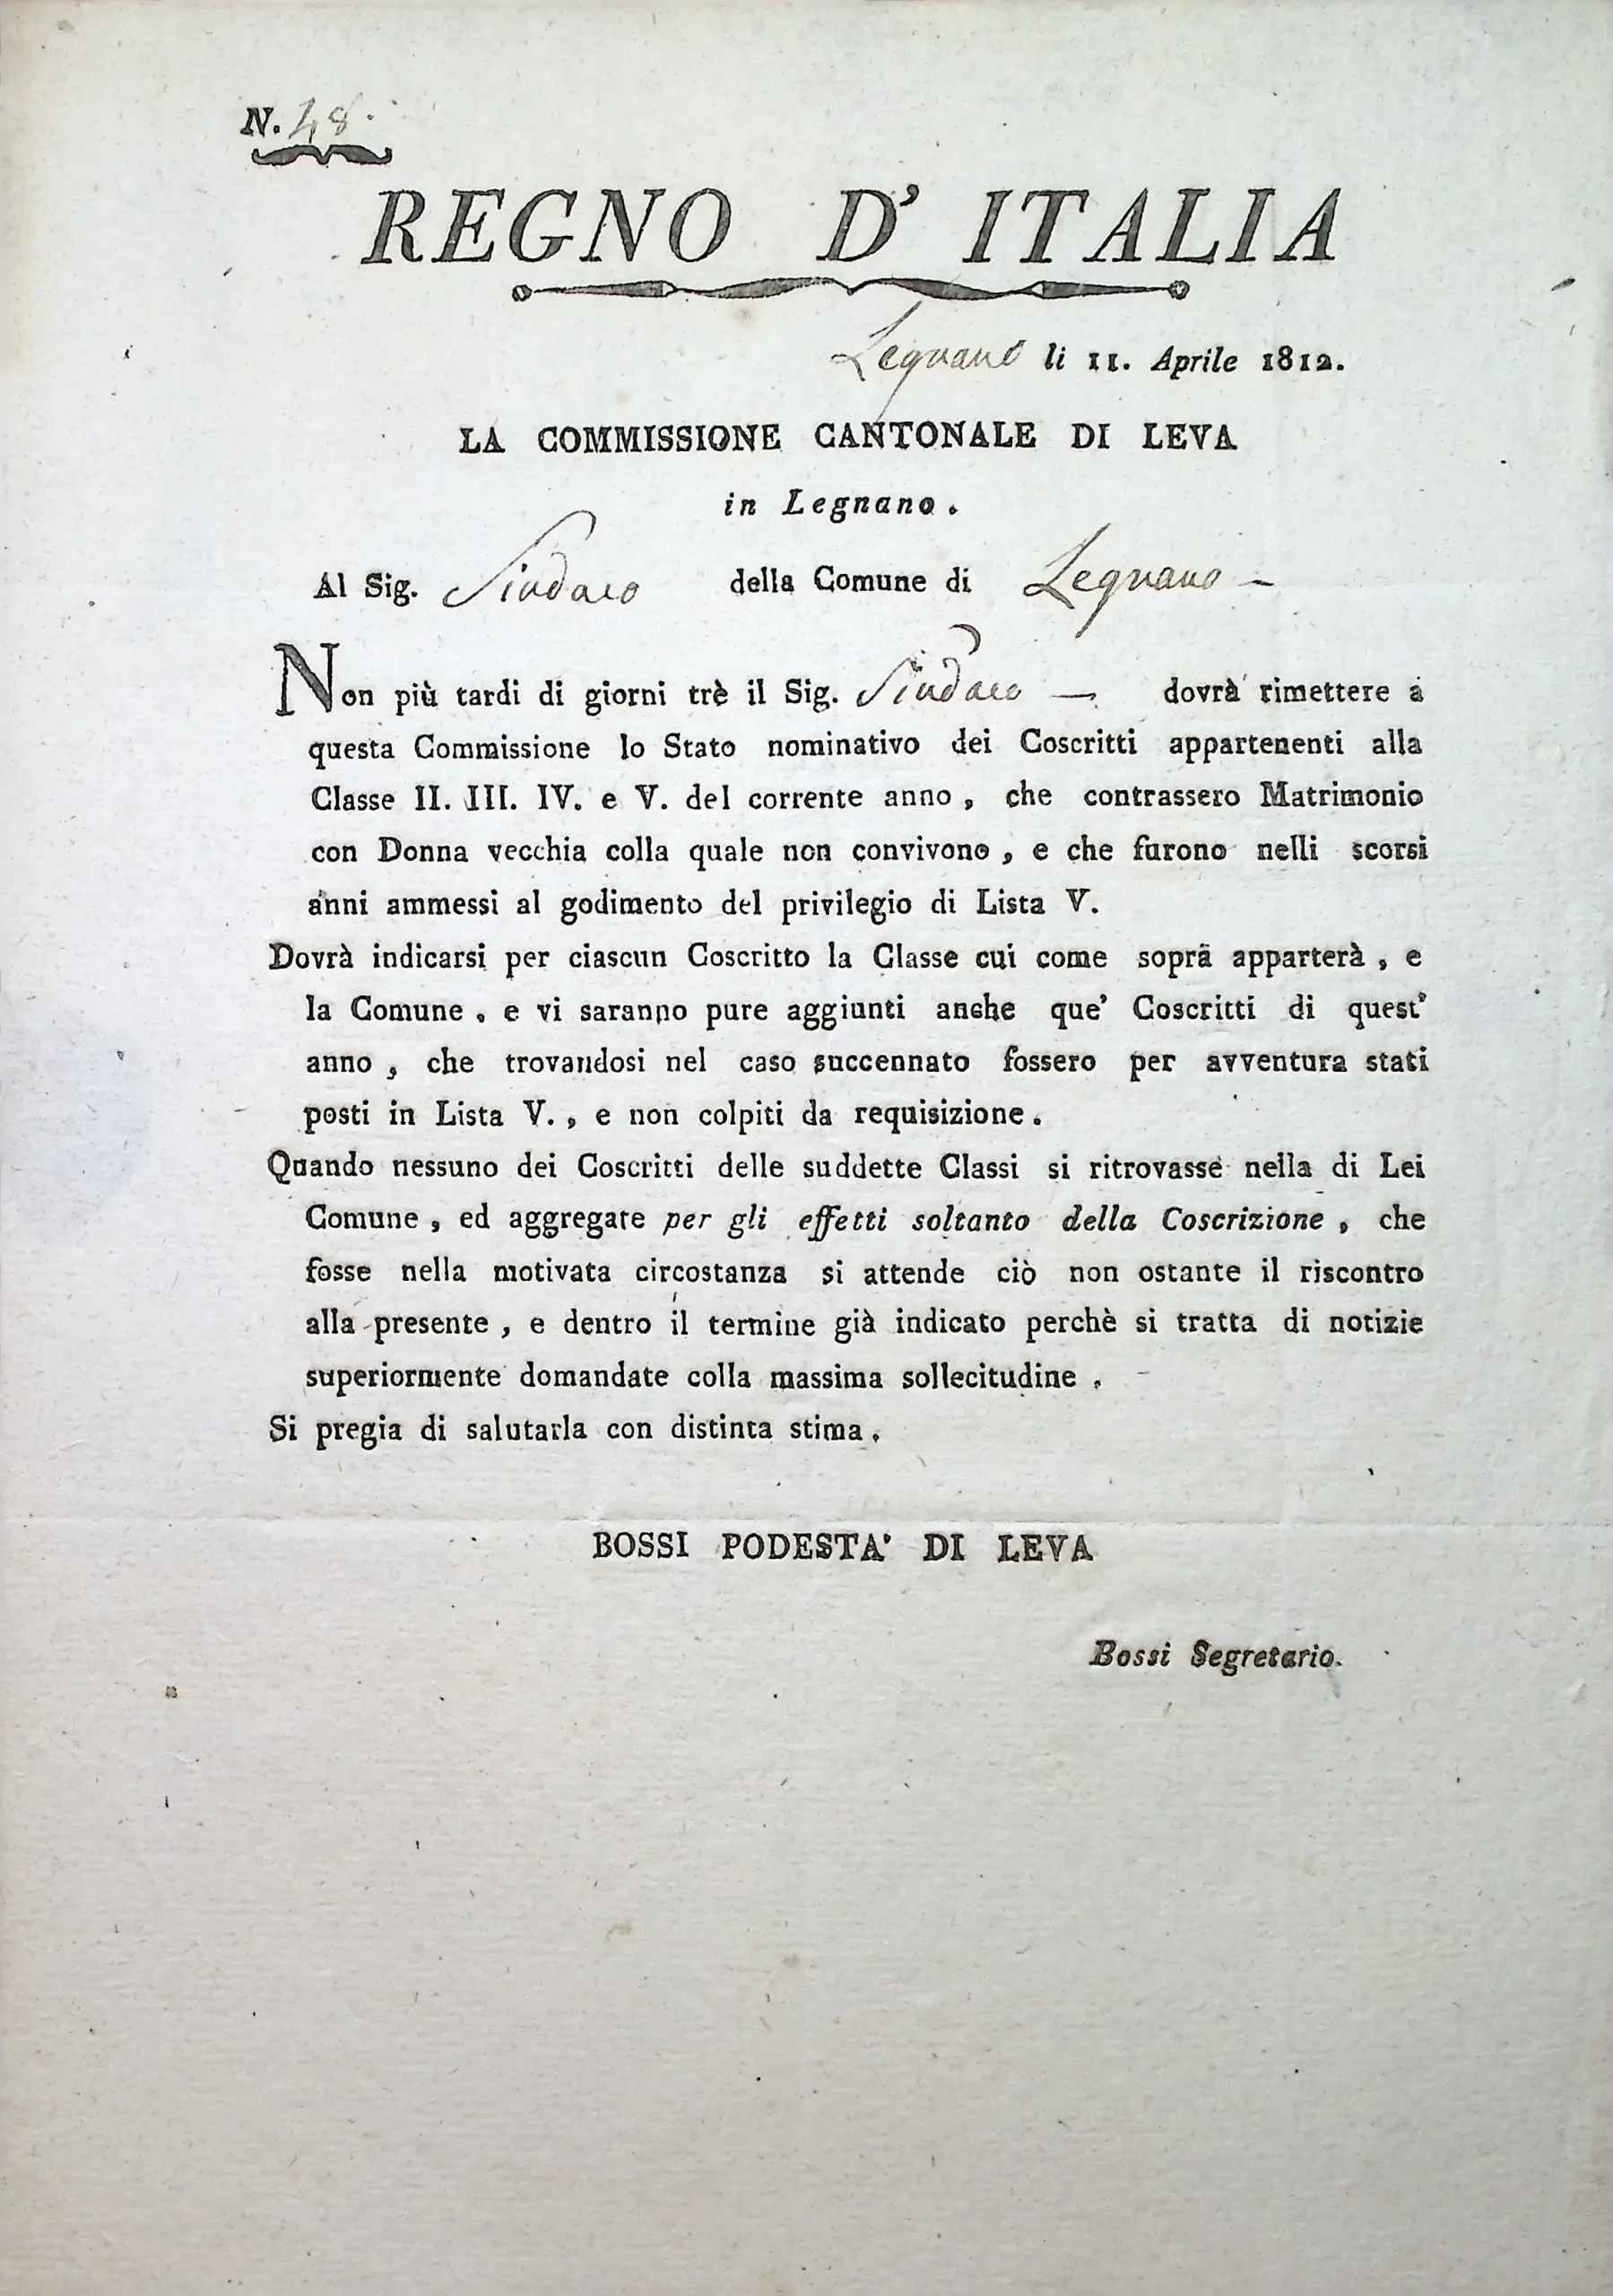 N. 48.
REGNO D' ITALIA
Legnano li 11. Aprile 1812.
LA COMMISSIONE CANTONALE DI LEVA
in Legnano.
Al Sig. Sindaco della Comune di Legnano –
Non più tardi di giorni trè il Sig. Sindaco — dovrà rimettere a
questa Commissione lo Stato nominativo dei Coscritti appartenenti alla
Classe II. III. IV. e V. del corrente anno, che contrassero Matrimonio
con Donna vecchia colla quale non convivono, e che furono nelli scorsi
anni ammessi al godimento del privilegio di Lista V.
Dovrà indicarsi per ciascun Coscritto la Classe cui come sopra apparterà, e
la Comune. e vi saranno pure aggiunti anche que' Coscritti di quest'
anno, che trovandosi nel caso succennato fossero per avventura stati
posti in Lista V., e non colpiti da requisizione.
Quando nessuno dei Coscritti delle suddette Classi si ritrovasse nella di Lei
Comune, ed aggregate per gli effetti soltanto della Coscrizione, che
fosse nella motivata circostanza si attende ciò non ostante il riscontro
alla presente, e dentro il termine già indicato perchè si tratta di notizie
superiormente domandate colla massima sollecitudine.
Si pregia di salutarla con distinta stima.
BOSSI PODESTA' DI LEVA
Bossi Segretario.